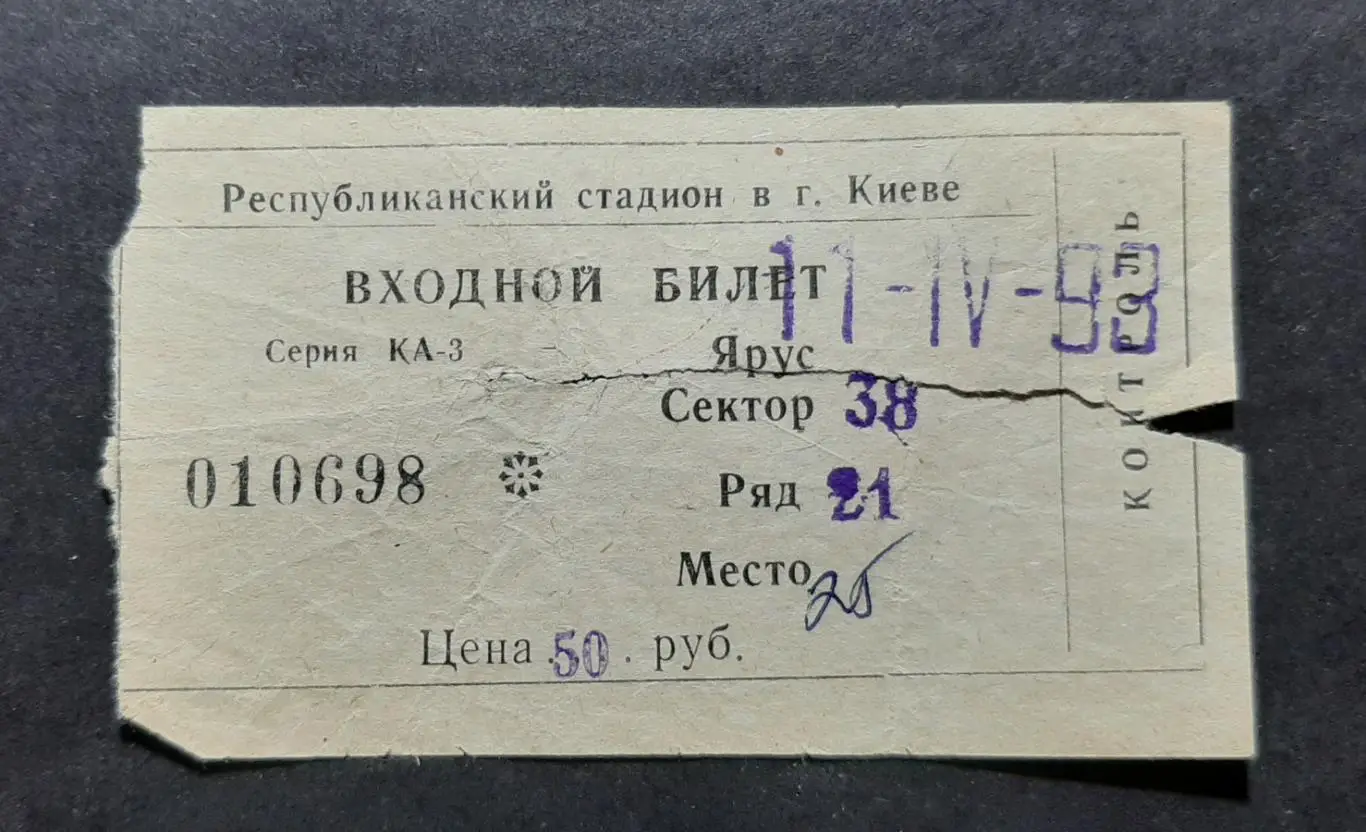 Республиканский стадион в г. Киеве
ВХОДНОЙ БИЛЕТ
11-IV-93
Серия КА-3
Ярус
Сектор 38
010698
Ряд 21
Место 25
Цена 50 руб.
КОНТРОЛЬ